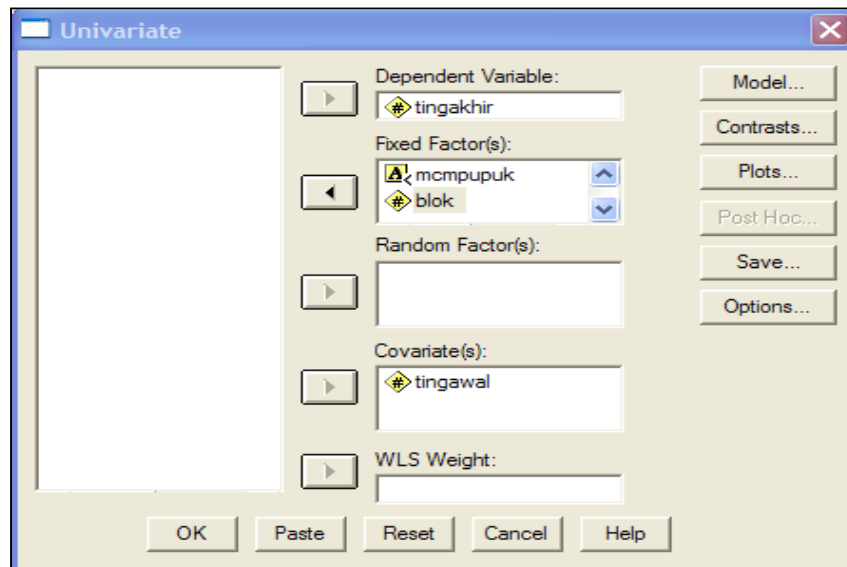 Univariate
Dependent Variable:
tingakhir
Fixed Factor(s):
mcmpupuk
blok
Random Factor(s):
Covariate(s):
tingawal
WLS Weight:
Model...
Contrasts...
Plots...
Post Hoc...
Save...
Options...
OK
Paste
Reset
Cancel
Help